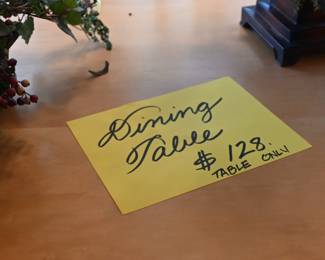 Dining
Table
$128.
TABLE ONLY